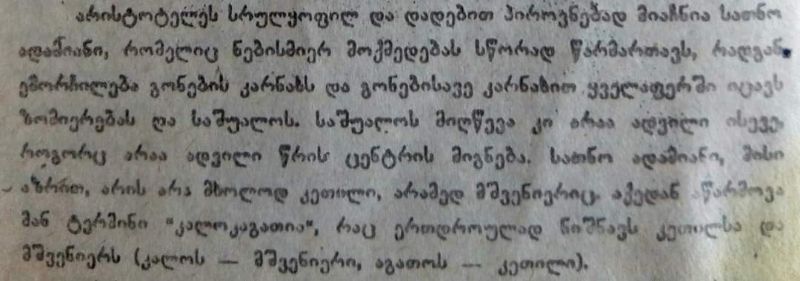 არისტოტელეს სრულყოფილ და დადებით პიროვნებად მიაჩნია სათნო
ადამიანი, რომელიც ნებისმიერ მოქმედებას სწორად წარმართავს, რადგან
ემორჩილება გონების კარნახს და გონებისავე კარნახით ყველაფერში იცავს
ზომიერებას და საშუალოს. საშუალოს მიღწევა კი არაა ადვილი ისევე,
როგორც არაა ადვილი წრის ცენტრის მიგნება. სათნო ადამიანი, მისი
აზრით, არის არა მხოლოდ კეთილი, არამედ მშვენიერიც. აქედან აწარმოვა
მან ტერმინი "კალოკაგათია", რაც ერთდროულად ნიშნავს კეთილსა და
მშვენიერს (კალოს — მშვენიერი, აგათოს — კეთილი).